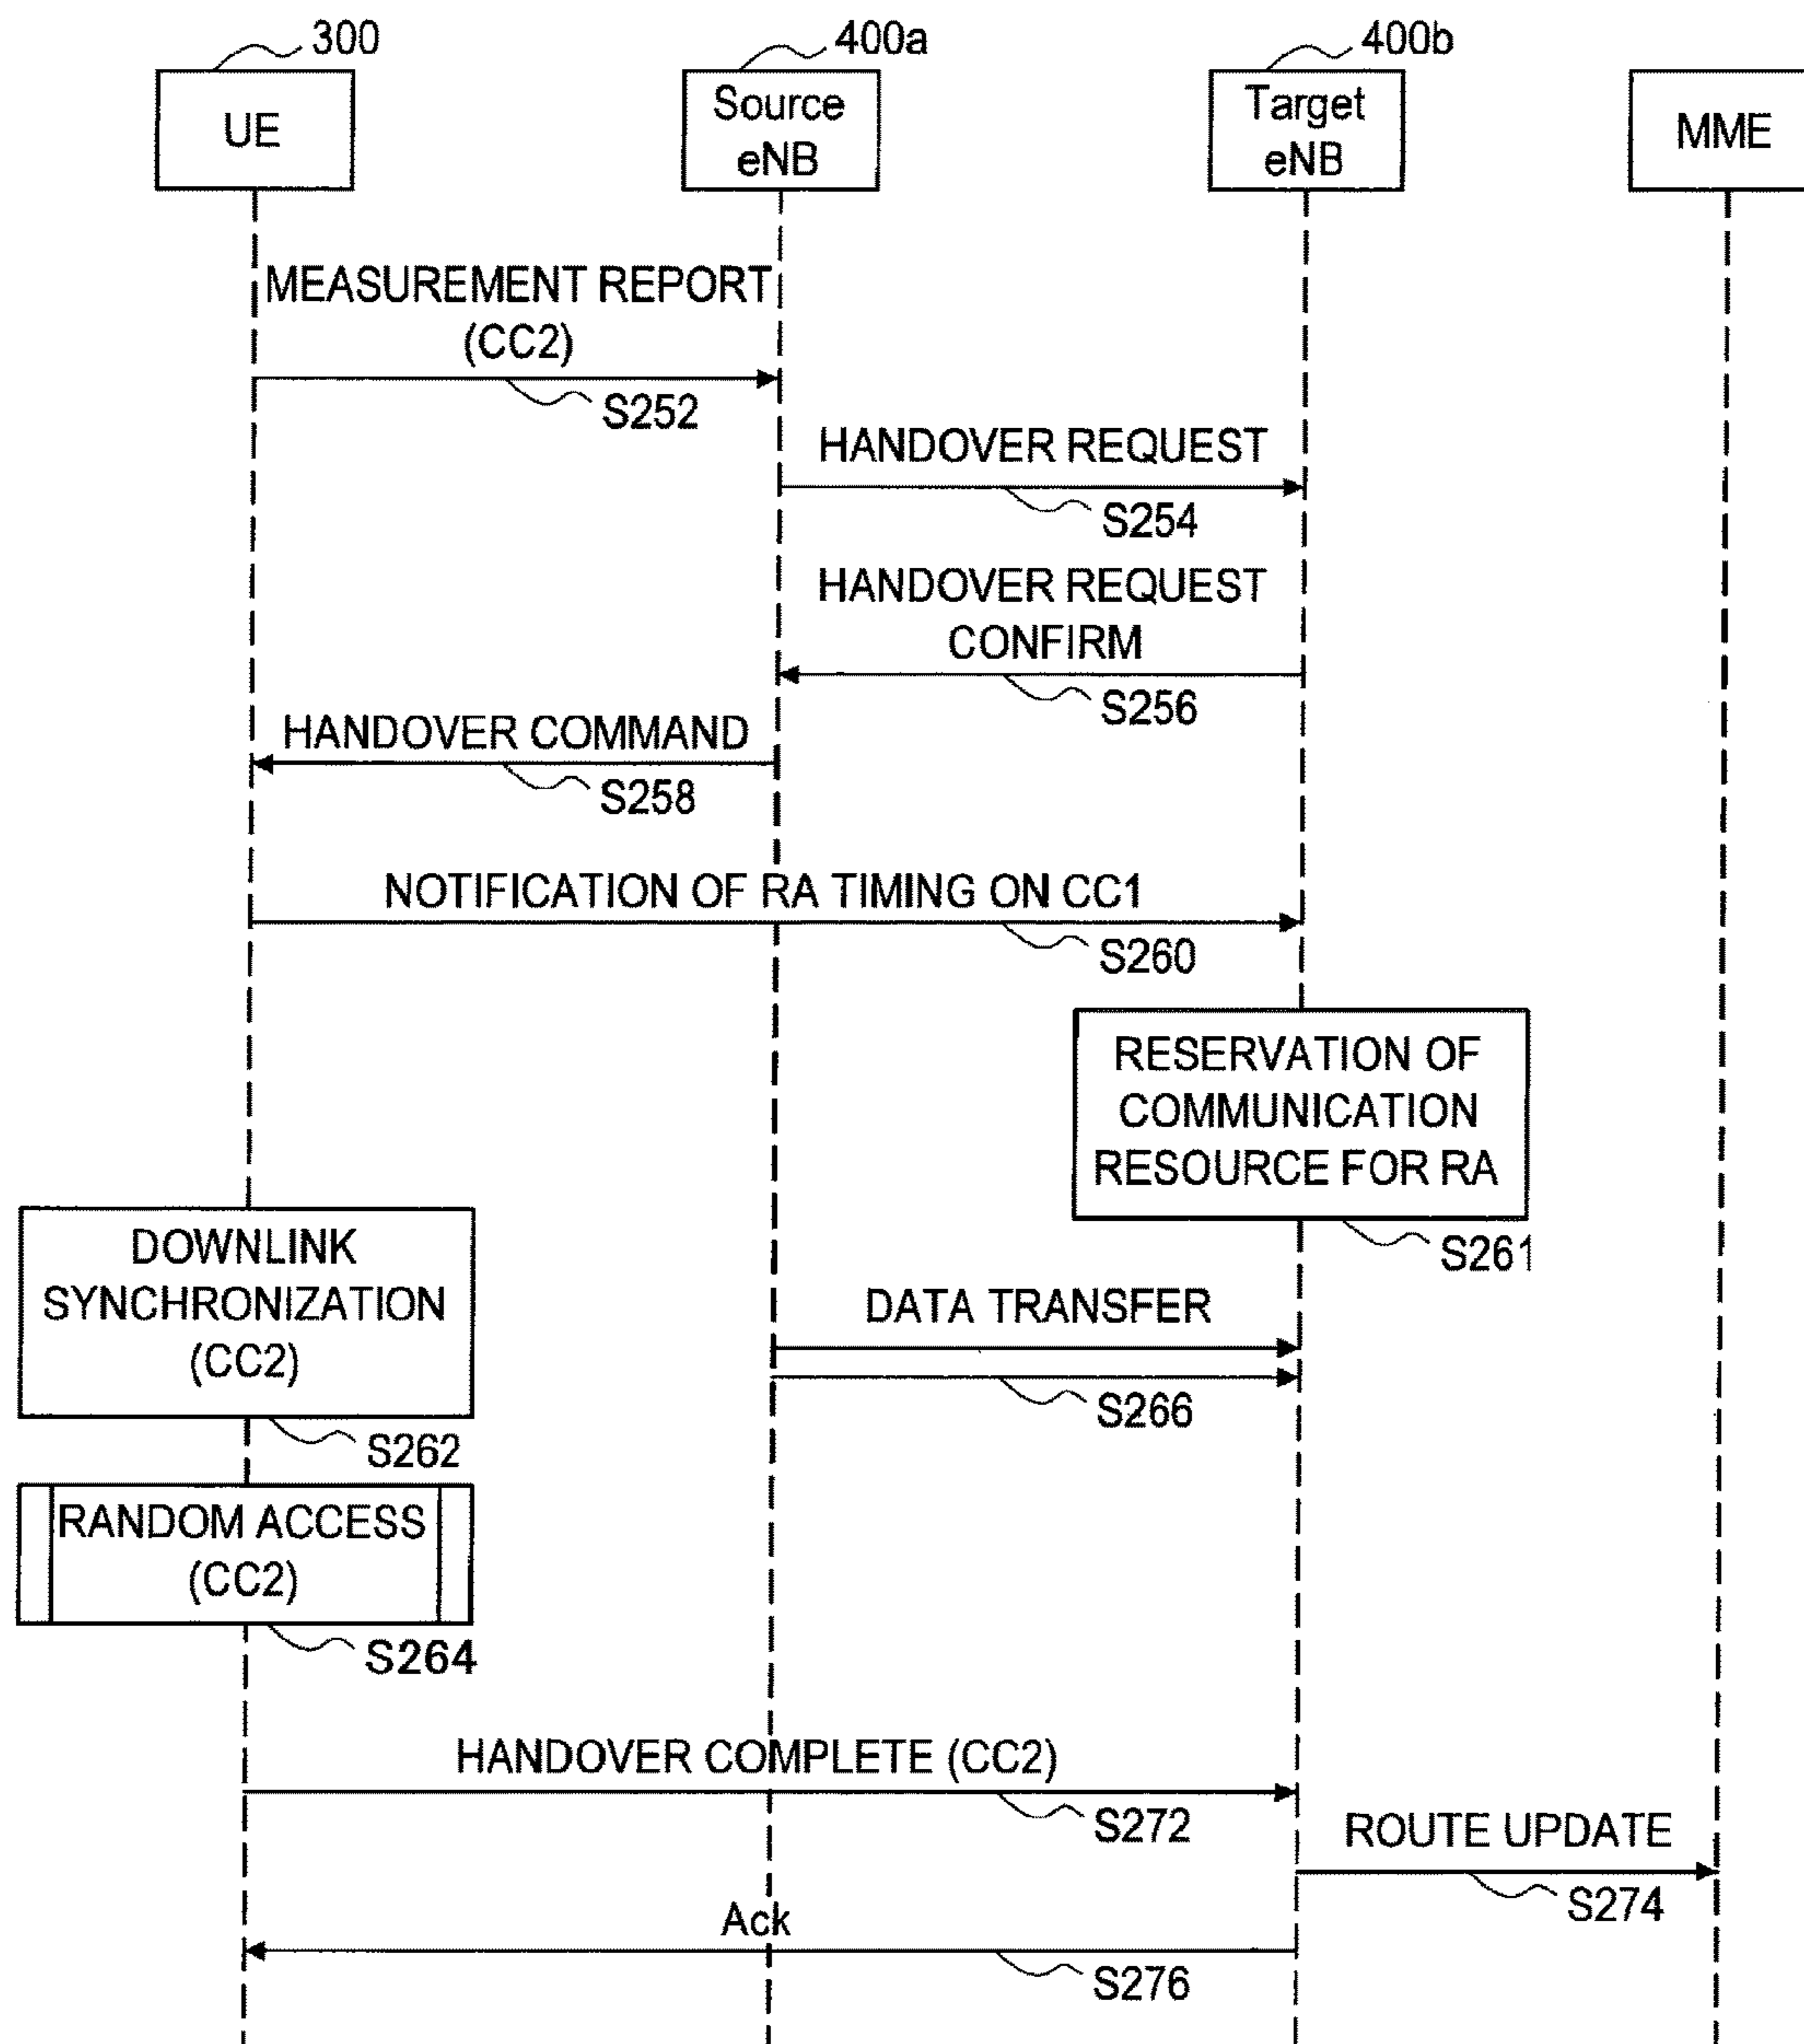 300
400a
400b
UE
Source
eNB
Target
eNB
MME
MEASUREMENT REPORT
(CC2)
S252
HANDOVER REQUEST
S254
HANDOVER REQUEST
CONFIRM
S256
HANDOVER COMMAND
S258
NOTIFICATION OF RA TIMING ON CC1
S260
RESERVATION OF
COMMUNICATION
RESOURCE FOR RA
S261
DOWNLINK
SYNCHRONIZATION
(CC2)
S262
DATA TRANSFER
S266
RANDOM ACCESS
(CC2)
S264
HANDOVER COMPLETE (CC2)
S272
ROUTE UPDATE
S274
Ack
S276